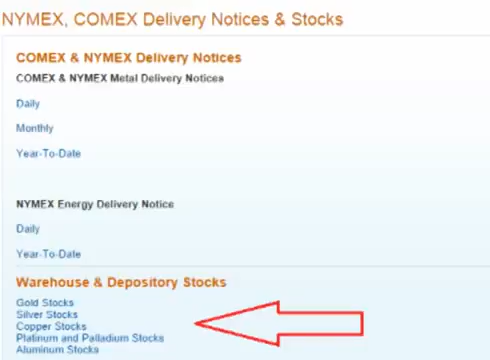 NYMEX, COMEX Delivery Notices & Stocks
COMEX & NYMEX Delivery Notices
COMEX & NYMEX Metal Delivery Notices
Daily
Monthly
Year-To-Date
NYMEX Energy Delivery Notice
Daily
Year-To-Date
Warehouse & Depository Stocks
Gold Stocks
Silver Stocks
Copper Stocks
Platinum and Palladium Stocks
Aluminum Stocks